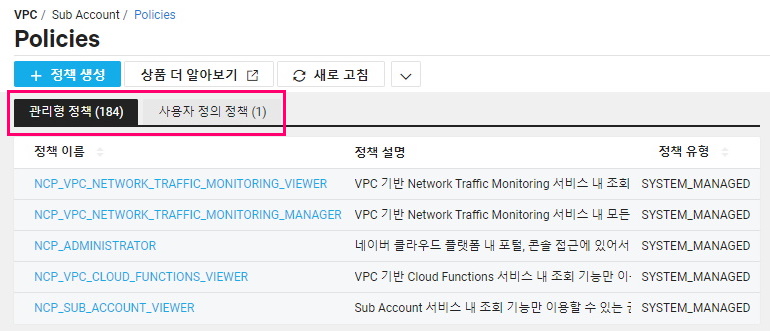 VPC / Sub Account / Policies
Policies
+ 정책 생성 상품 더 알아보기 새로 고침
관리형 정책 (184) 사용자 정의 정책 (1)
정책 이름 정책 설명 정책 유형
NCP_VPC_NETWORK_TRAFFIC_MONITORING_VIEWER VPC 기반 Network Traffic Monitoring 서비스 내 조회 SYSTEM_MANAGED
NCP_VPC_NETWORK_TRAFFIC_MONITORING_MANAGER VPC 기반 Network Traffic Monitoring 서비스 내 모든 SYSTEM_MANAGED
NCP_ADMINISTRATOR 네이버 클라우드 플랫폼 내 포털, 콘솔 접근에 있어서 SYSTEM_MANAGED
NCP_VPC_CLOUD_FUNCTIONS_VIEWER VPC 기반 Cloud Functions 서비스 내 조회 기능만 SYSTEM_MANAGED
NCP_SUB_ACCOUNT_VIEWER Sub Account 서비스 내 조회 기능만 이용할 수 있는 SYSTEM_MANAGED